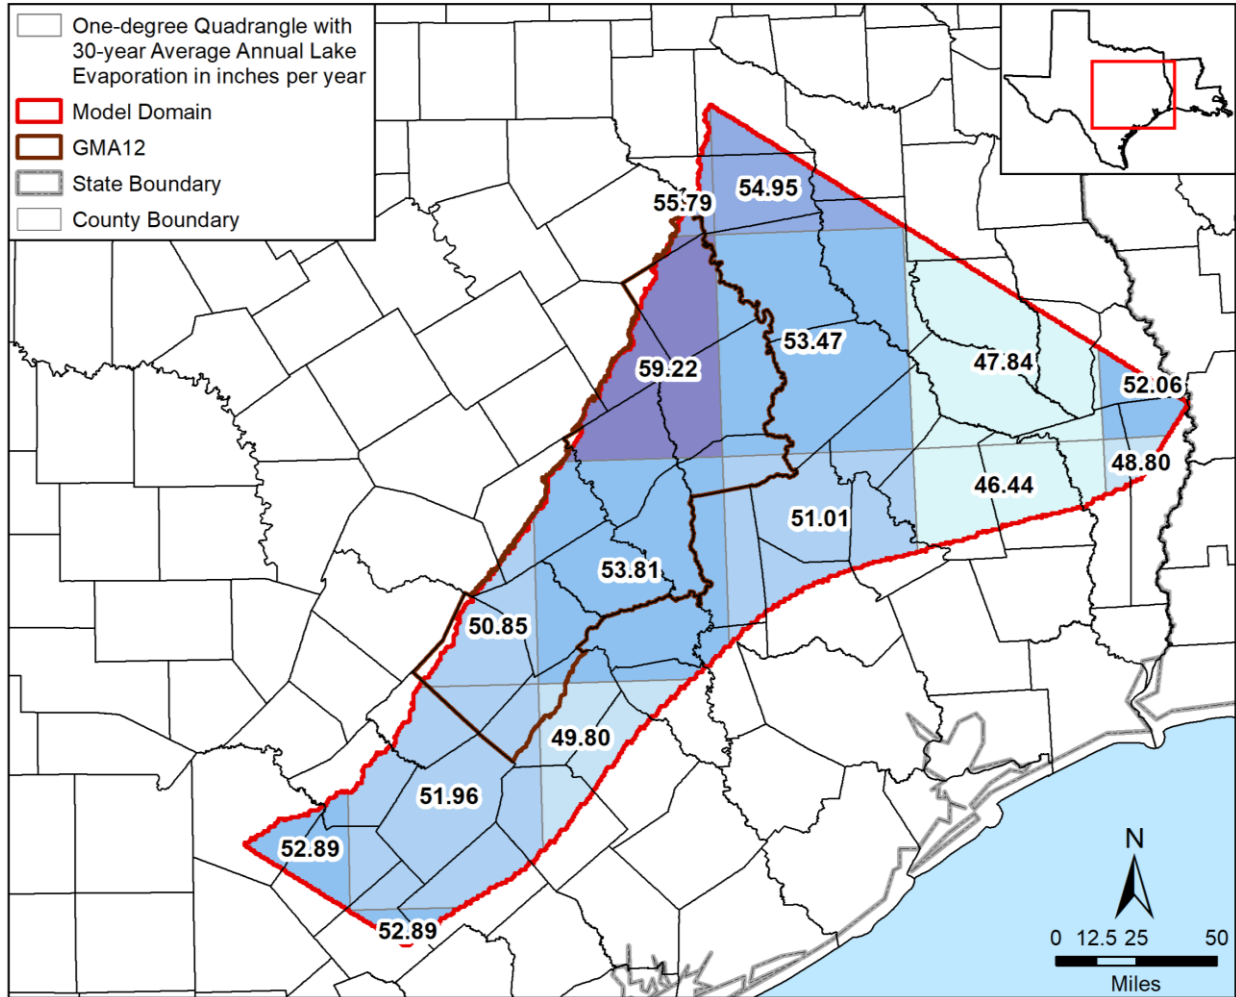 One-degree Quadrangle with
30-year Average Annual Lake
Evaporation in inches per year
Model Domain
GMA12
State Boundary
County Boundary
54.95
55.79
53.47
59.22
47.84
52.06
48.80
46.44
51.01
53.81
50.85
49.80
51.96
52.89
52.89
N
0 12.5 25 50
Miles